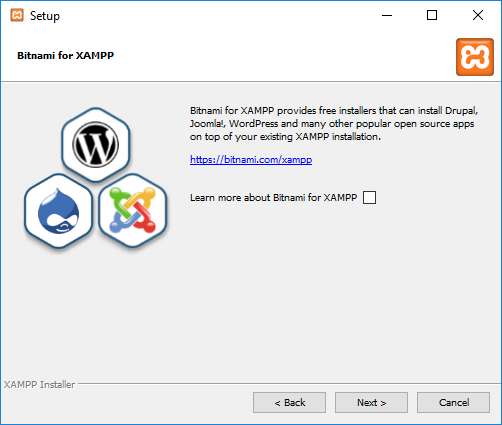 Setup
Bitnami for XAMPP
Bitnami for XAMPP provides free installers that can install Drupal,
Joomla!, WordPress and many other popular open source apps
on top of your existing XAMPP installation.
https://bitnami.com/xampp
Learn more about Bitnami for XAMPP
XAMPP Installer
< Back
Next >
Cancel